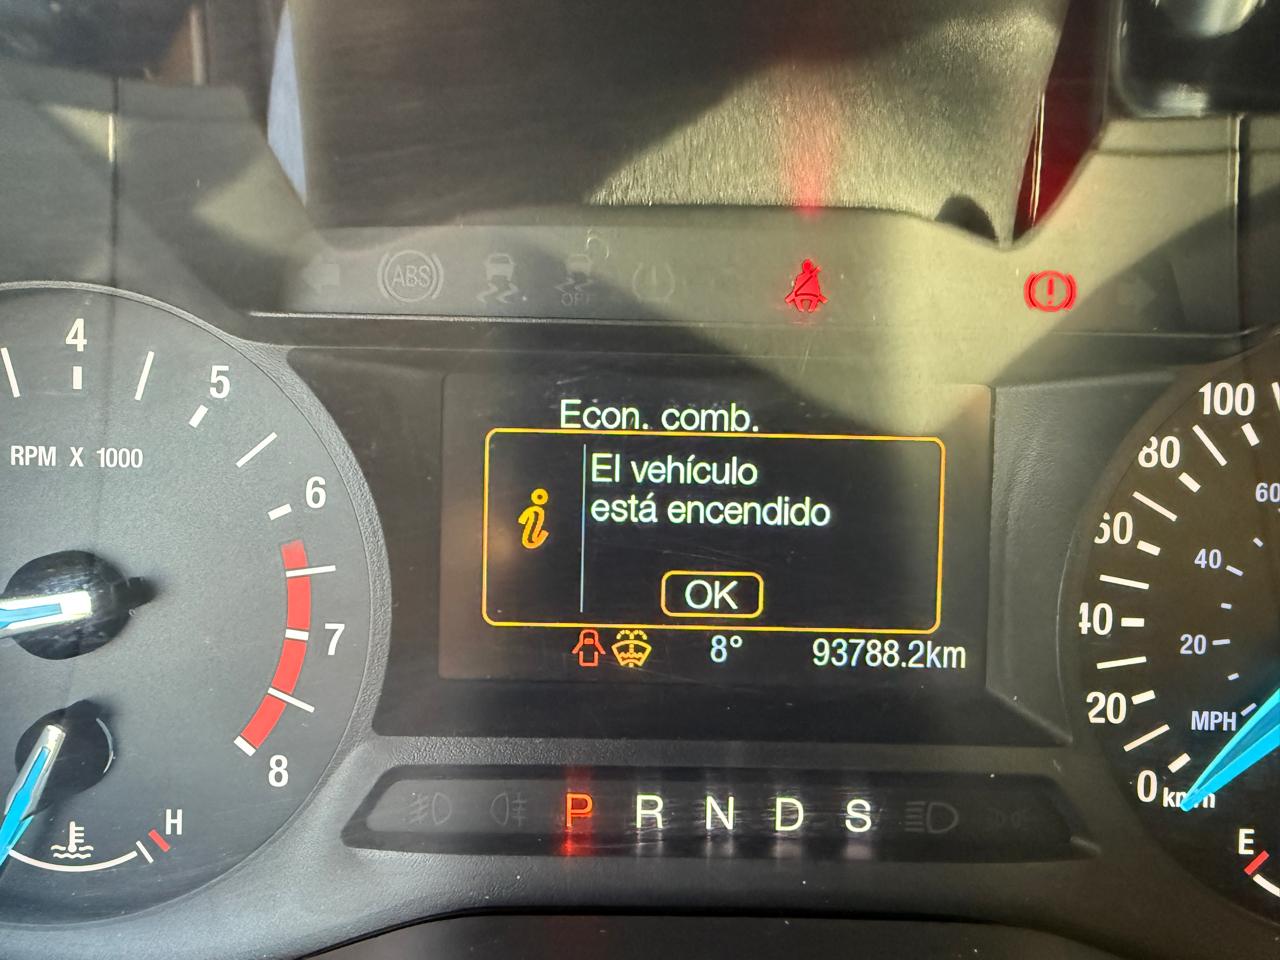 ABS
OFF
4
5
RPM X 1000
6
7
8
H
Econ. comb.
El vehículo
está encendido
OK
8°
93788.2km
P R N D S
100
80
60
60
40
40
20
20
MPH
0
km/h
E